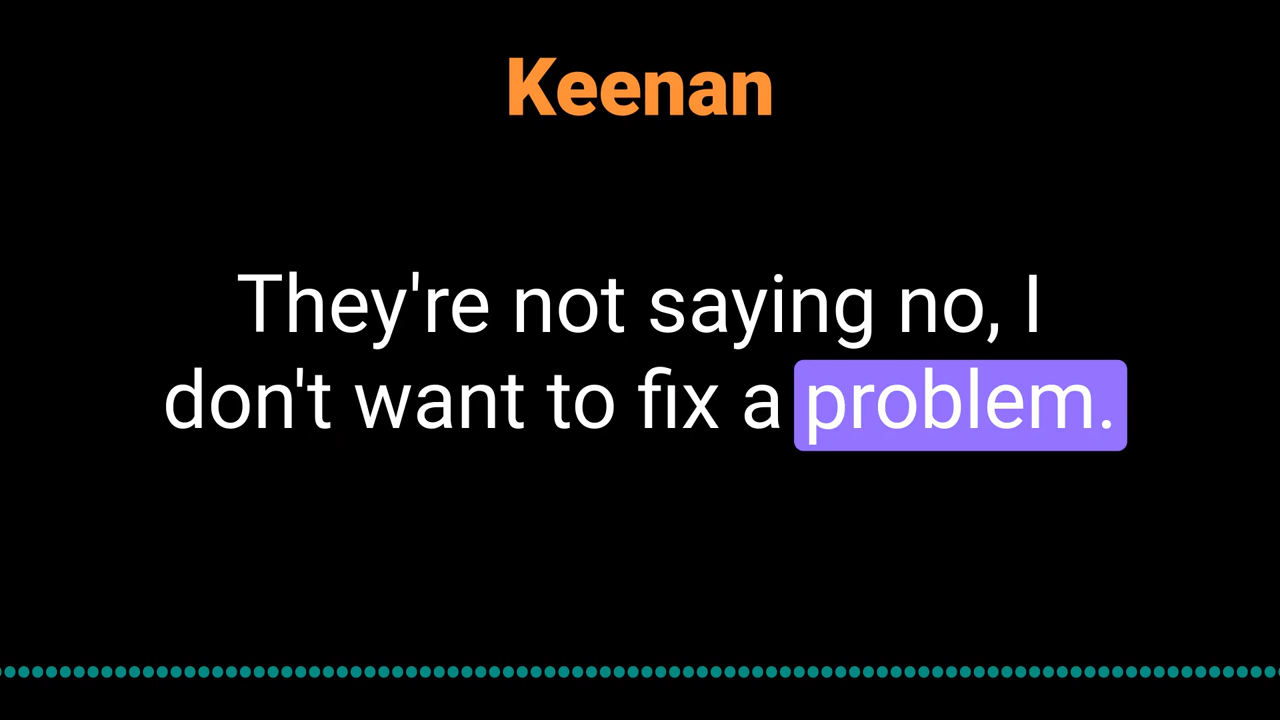 Keenan
They're not saying no, I
don't want to fix a problem.